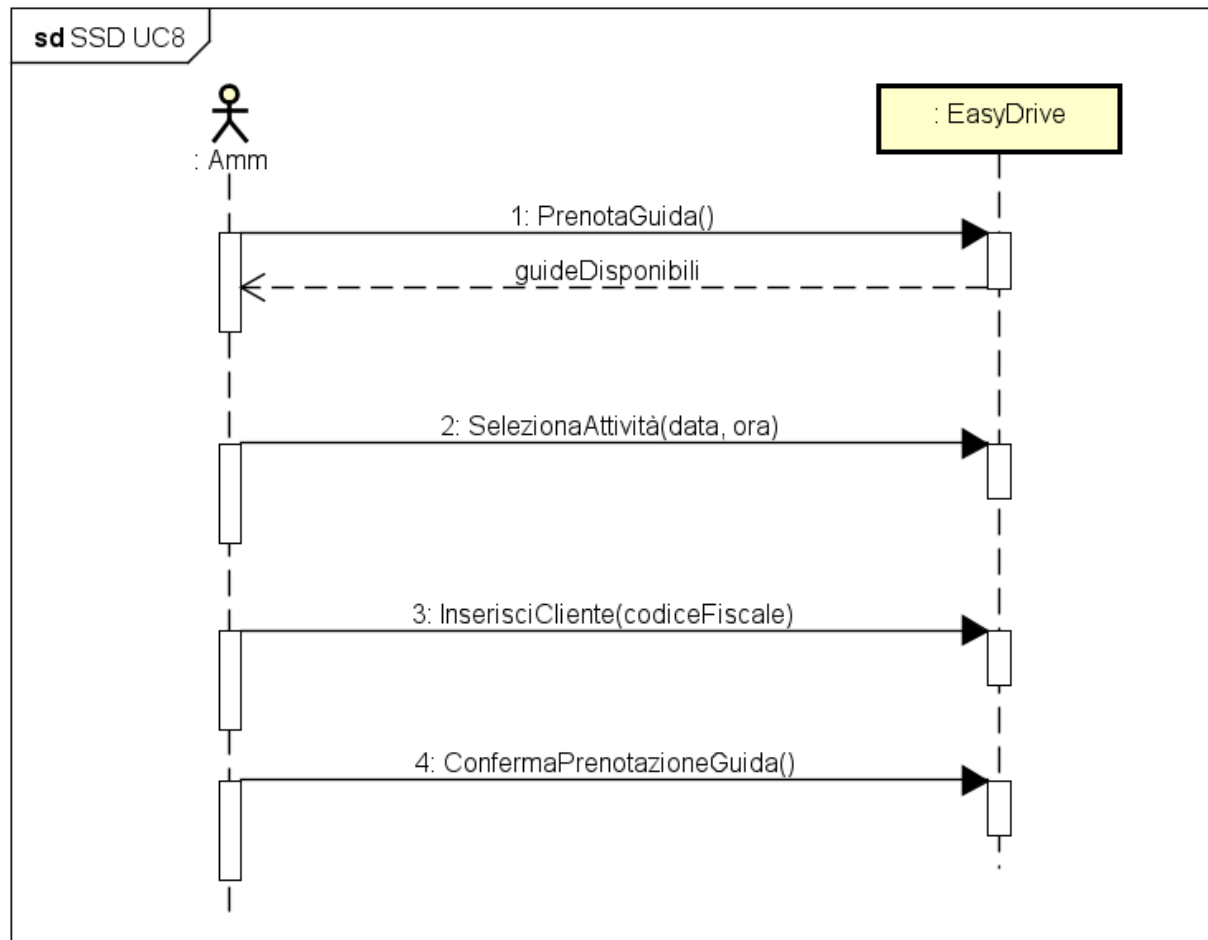 sd SSD UC8
: Amm
: EasyDrive
1: PrenotaGuida()
guideDisponibili
2: SelezionaAttività(data, ora)
3: InserisciCliente(codiceFiscale)
4: ConfermaPrenotazioneGuida()